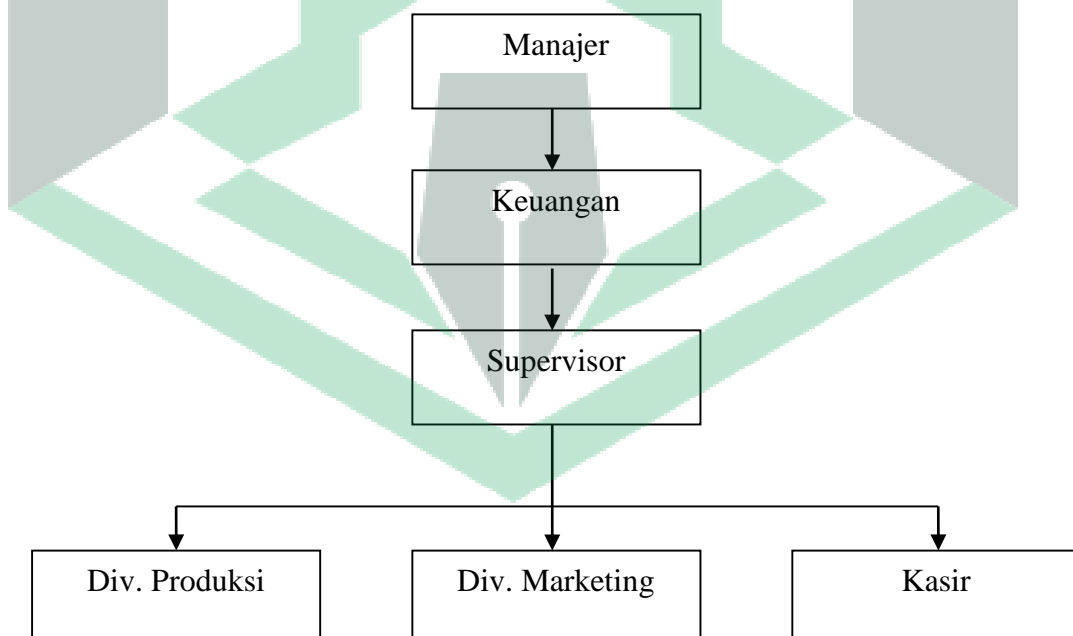 Manajer
Keuangan
Supervisor
Div. Produksi
Div. Marketing
Kasir